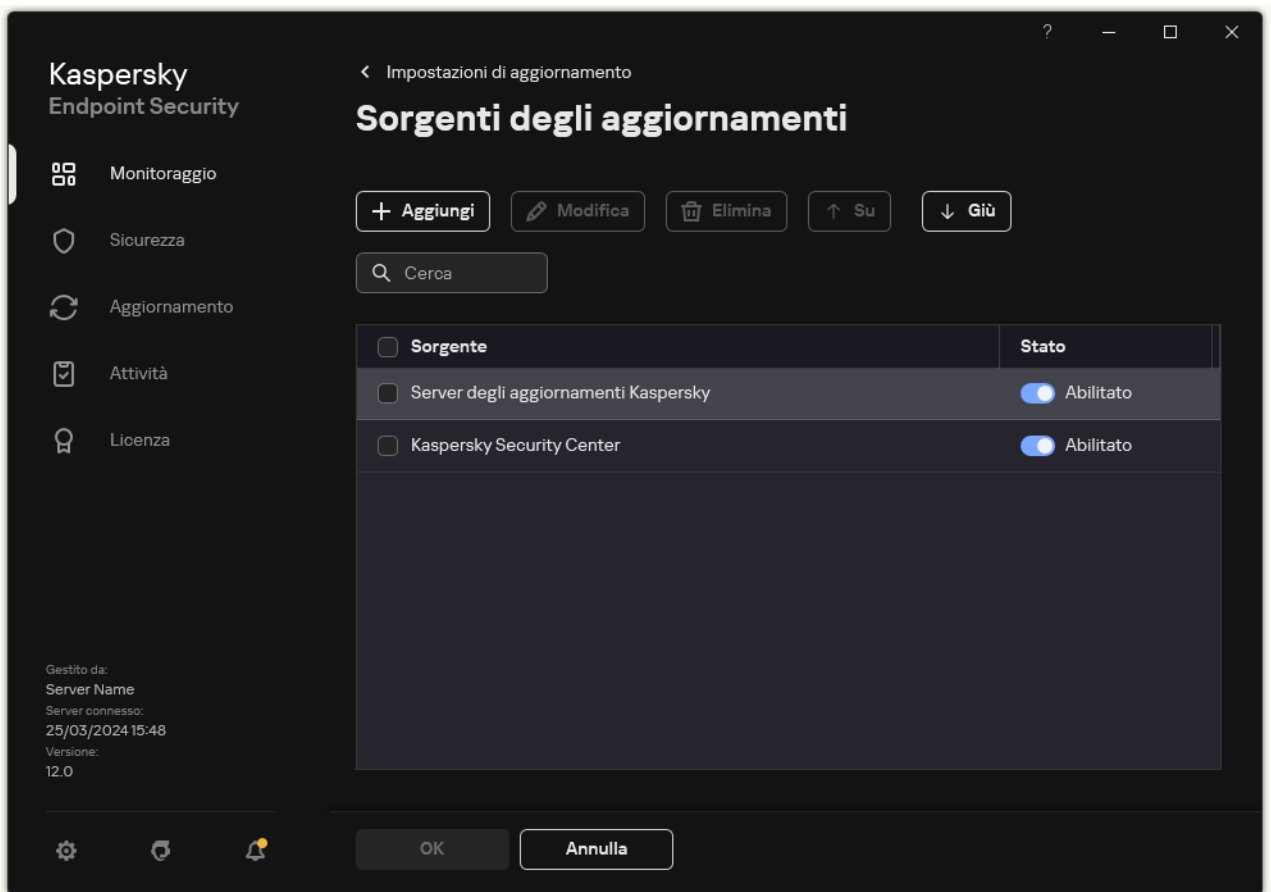 ?
Kaspersky
Endpoint Security
Monitoraggio
Sicurezza
Aggiornamento
Attività
Licenza
Gestito da:
Server Name
Server connesso:
25/03/2024 15:48
Versione:
12.0
Impostazioni di aggiornamento
Sorgenti degli aggiornamenti
Aggiungi Modifica Elimina Su Giù
Cerca
Sorgente Stato
Server degli aggiornamenti Kaspersky Abilitato
Kaspersky Security Center Abilitato
OK Annulla